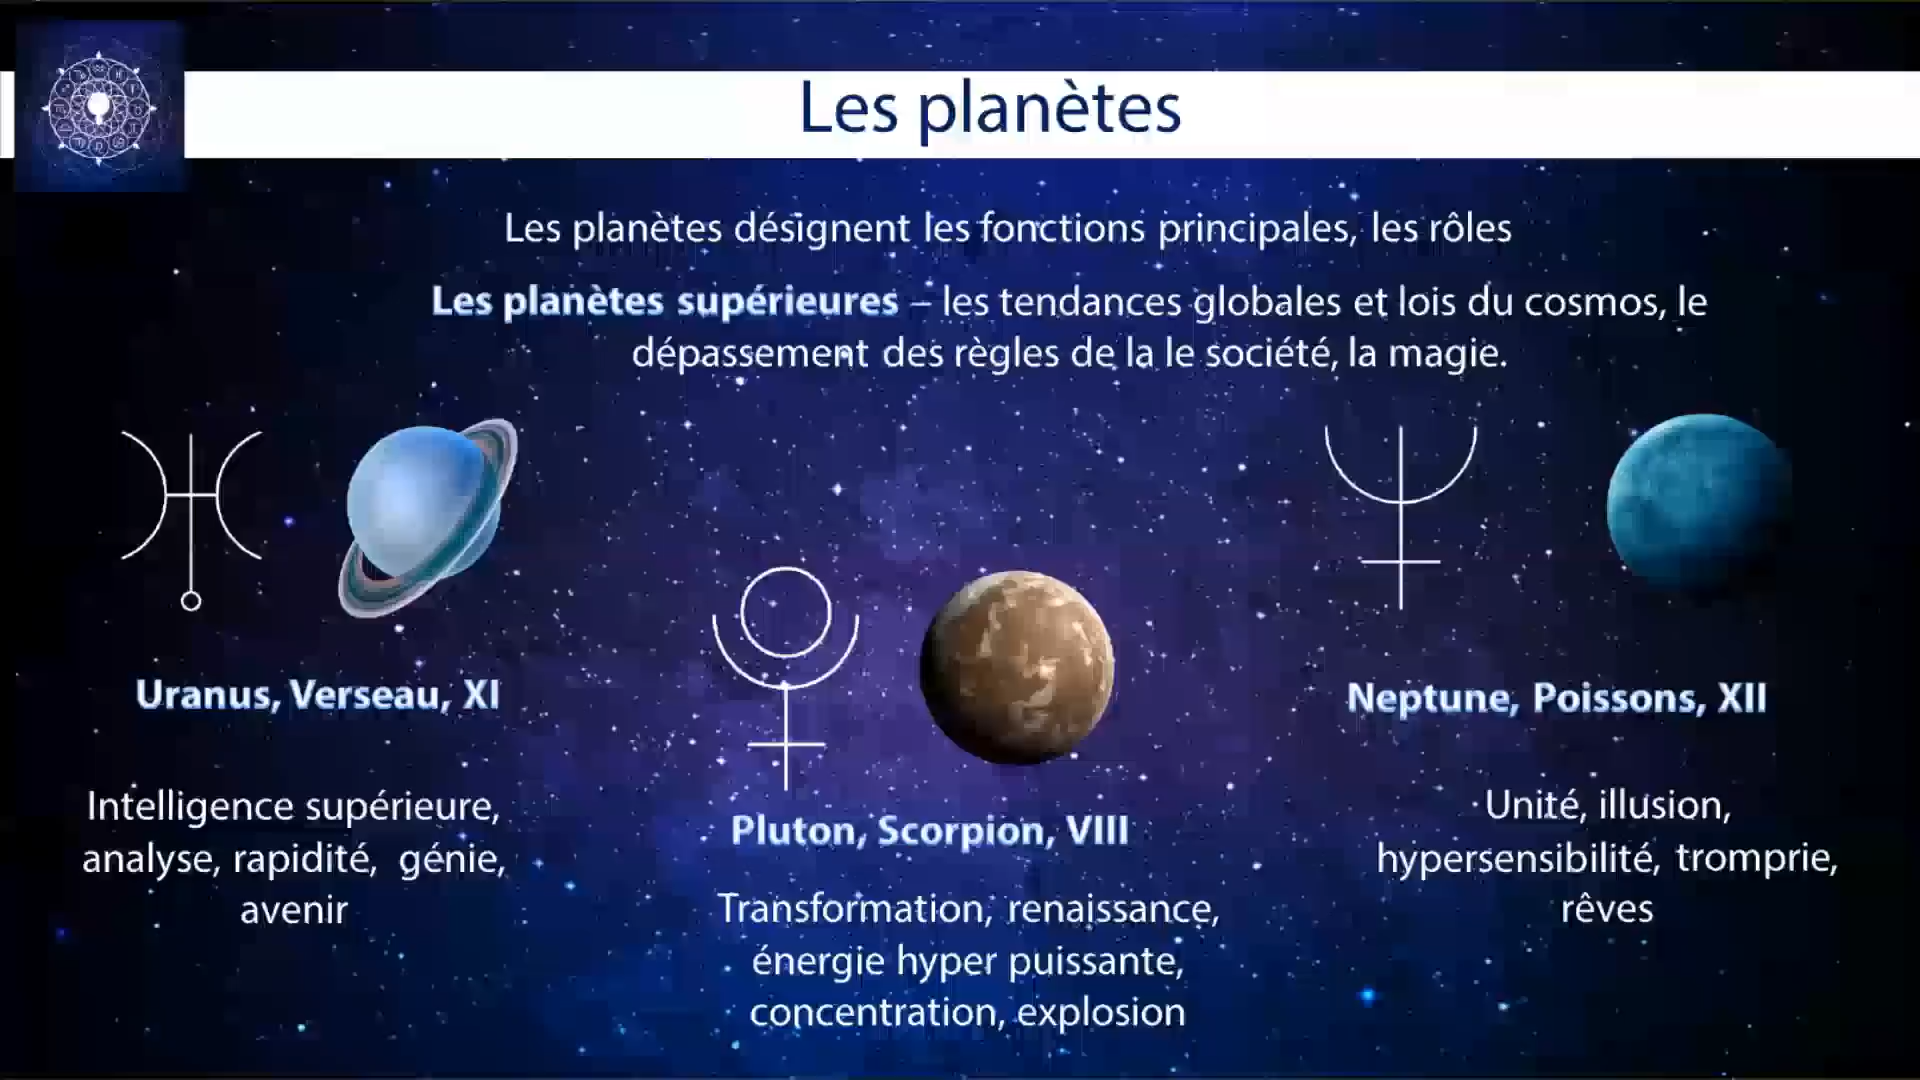 Les planètes
Les planètes désignent les fonctions principales, les rôles
Les planètes supérieures – les tendances globales et lois du cosmos, le
dépassement des règles de la le société, la magie.
Uranus, Verseau, XI
Intelligence supérieure,
analyse, rapidité, génie,
avenir
Pluton, Scorpion, VIII
Transformation, renaissance,
énergie hyper puissante,
concentration, explosion
Neptune, Poissons, XII
Unité, illusion,
hypersensibilité, tromprie,
rêves